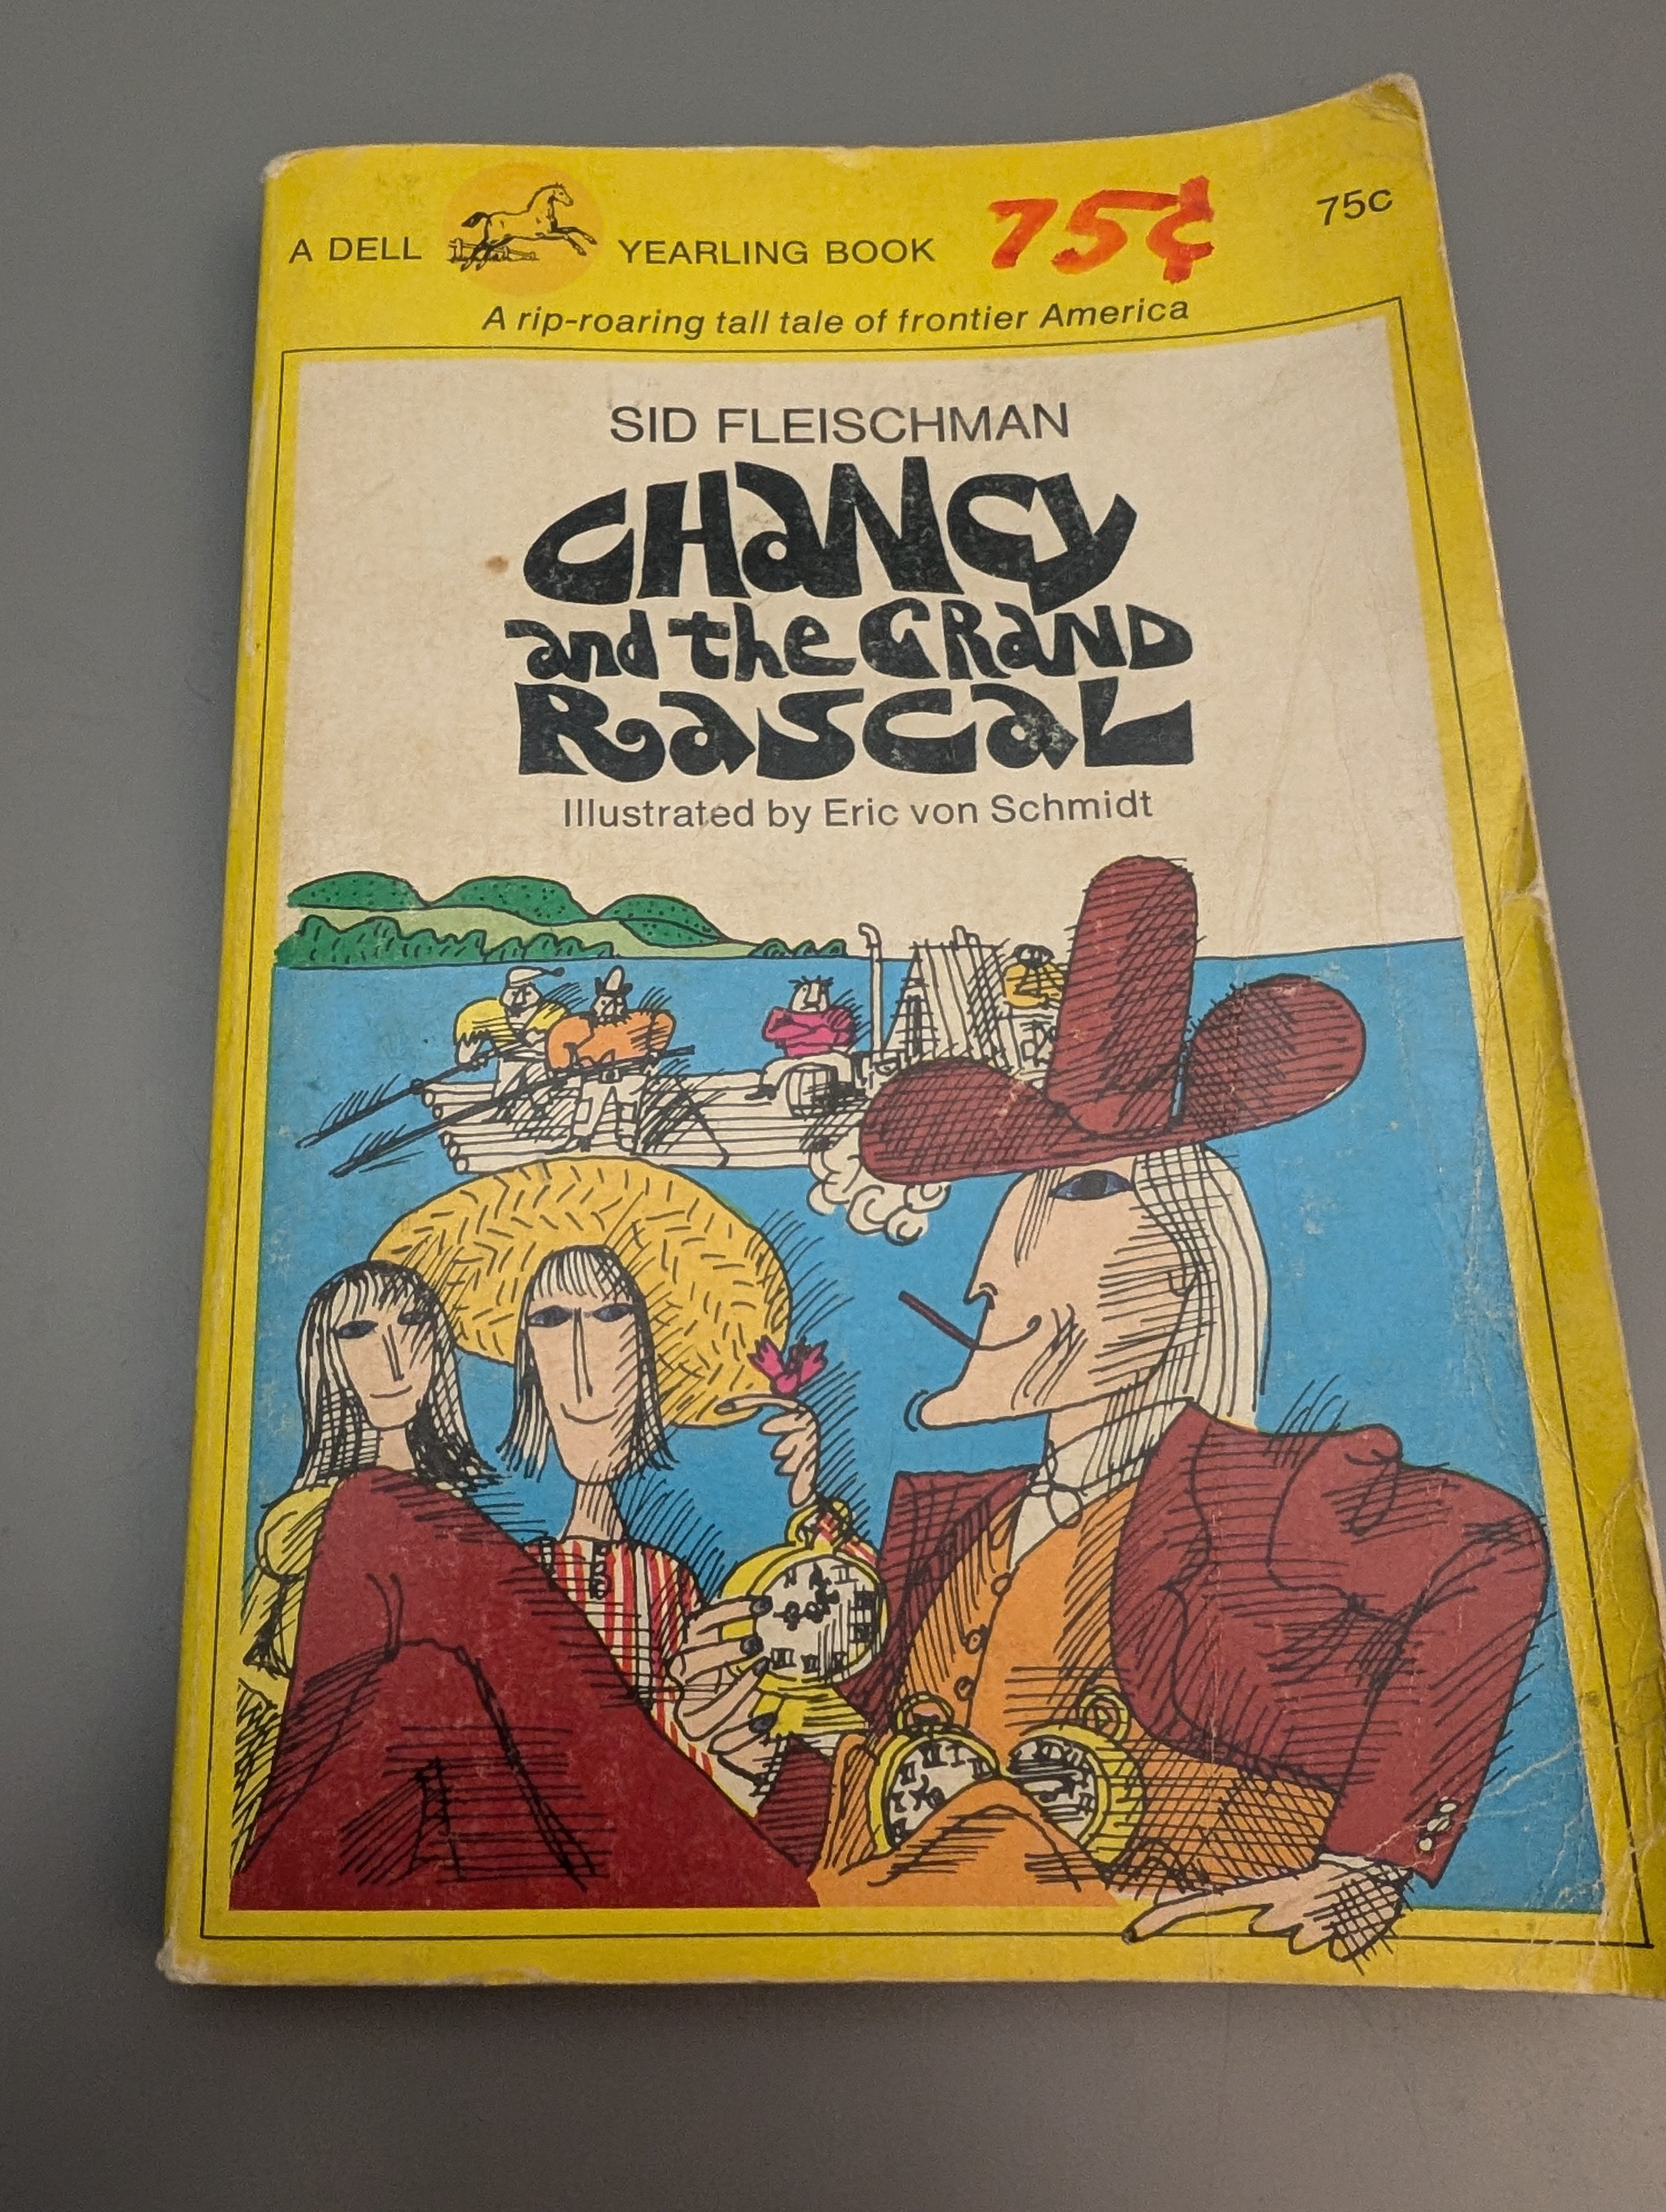 A DELL YEARLING BOOK 75¢ 75c
A rip-roaring tall tale of frontier America
SID FLEISCHMAN
CHaNCy
and the GRaND
RascaL
Illustrated by Eric von Schmidt